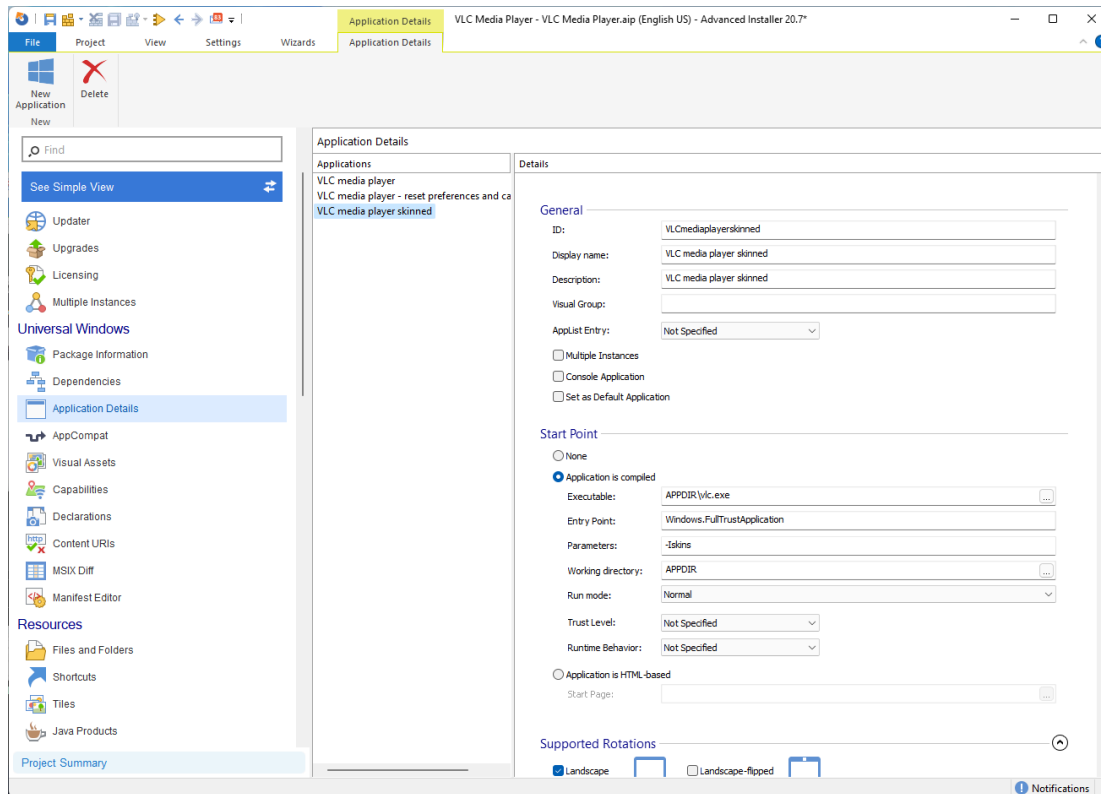 Application Details
VLC Media Player - VLC Media Player.aip (English US) - Advanced Installer 20.7*
File
Project
View
Settings
Wizards
Application Details
New
Application
Delete
New
Find
See Simple View
Updater
Upgrades
Licensing
Multiple Instances
Universal Windows
Package Information
Dependencies
Application Details
AppCompat
Visual Assets
Capabilities
Declarations
http
Content URIs
MSIX Diff
Manifest Editor
Resources
Files and Folders
Shortcuts
Tiles
Java Products
Project Summary
Application Details
Applications
VLC media player
VLC media player - reset preferences and ca
VLC media player skinned
Details
General
ID: VLCmediaplayerskinned
Display name: VLC media player skinned
Description: VLC media player skinned
Visual Group:
AppList Entry: Not Specified
Multiple Instances
Console Application
Set as Default Application
Start Point
None
Application is compiled
Executable: APPDIR\vlc.exe ...
Entry Point: Windows.FullTrustApplication
Parameters: -Iskins
Working directory: APPDIR ...
Run mode: Normal
Trust Level: Not Specified
Runtime Behavior: Not Specified
Application is HTML-based
Start Page: ...
Supported Rotations
Landscape
Landscape-flipped
Notifications